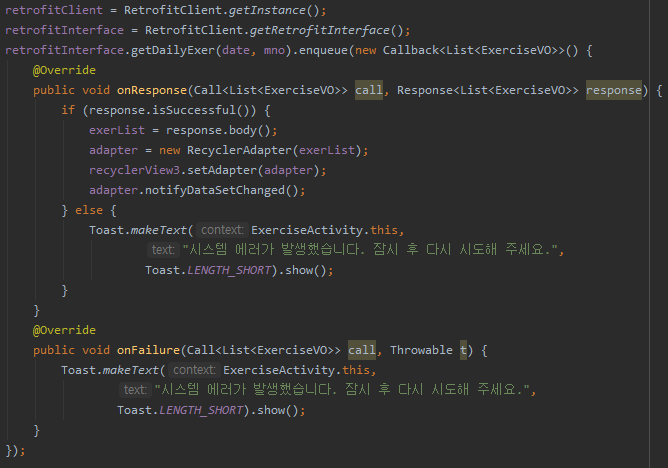 retrofitClient = RetrofitClient.getInstance();
retrofitInterface = RetrofitClient.getRetrofitInterface();
retrofitInterface.getDailyExer(date, mno).enqueue(new Callback<List<ExerciseVO>>() {
@Override
public void onResponse(Call<List<ExerciseVO>> call, Response<List<ExerciseVO>> response) {
if (response.isSuccessful()) {
exerList = response.body();
adapter = new RecyclerAdapter(exerList);
recyclerView3.setAdapter(adapter);
adapter.notifyDataSetChanged();
} else {
Toast.makeText( context: ExerciseActivity.this,
text: "시스템 에러가 발생했습니다. 잠시 후 다시 시도해 주세요.",
Toast.LENGTH_SHORT).show();
}
}
@Override
public void onFailure(Call<List<ExerciseVO>> call, Throwable t) {
Toast.makeText( context: ExerciseActivity.this,
text: "시스템 에러가 발생했습니다. 잠시 후 다시 시도해 주세요.",
Toast.LENGTH_SHORT).show();
}
});